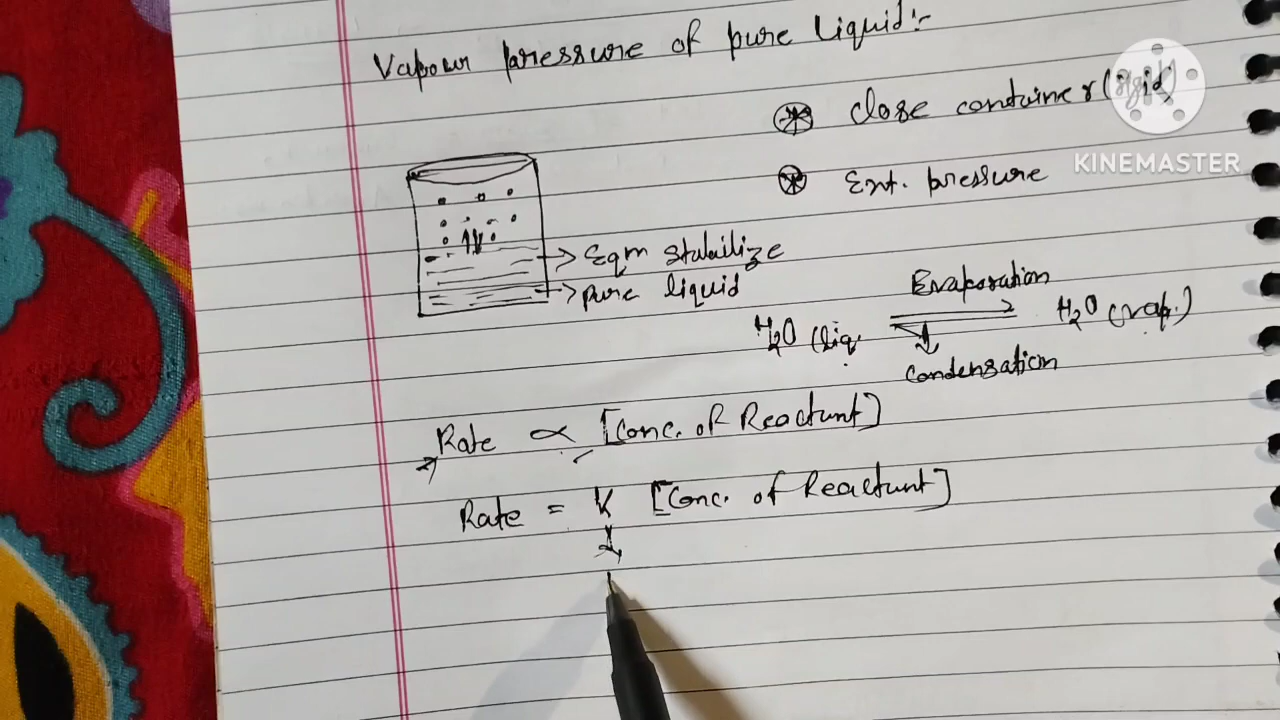 Vapour pressure of pure liquid:-
close container
KINEMASTER
Ext. pressure
Eqm stabilize
pure liquid
Evaporation
H2O (liq. ⇌ H2O (vap.)
Condensation
Rate ∝ [Conc. of Reactant]
Rate = K [Conc. of Reactant]